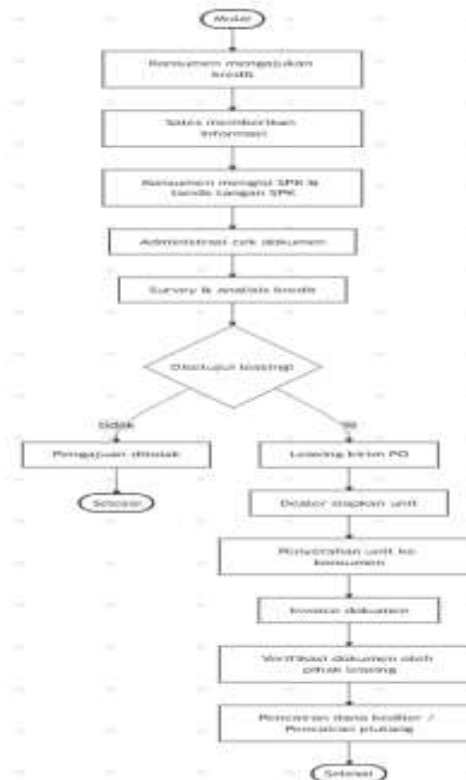 Mulai
Konsumen mengajukan
kredit
Sales memberikan
informasi
Konsumen mengisi SPK &
tanda tangan SPK
Administrasi cek dokumen
Survey & analisis kredit
Disetujui leasing?
tidak
ya
Pengajuan ditolak
Leasing kirim PO
Selesai
Dealer siapkan unit
Penyerahan unit ke
konsumen
Invoice dokumen
Verifikasi dokumen oleh
pihak leasing
Pencairan dana /
Pencairan piutang
Selesai